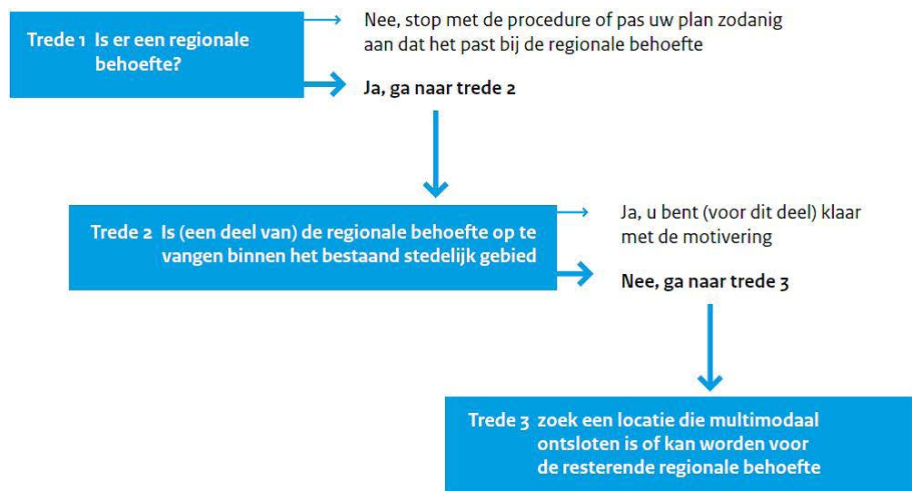 Trede 1 Is er een regionale
behoefte?
Nee, stop met de procedure of pas uw plan zodanig
aan dat het past bij de regionale behoefte
Ja, ga naar trede 2
Trede 2 Is (een deel van) de regionale behoefte op te
vangen binnen het bestaand stedelijk gebied
Ja, u bent (voor dit deel) klaar
met de motivering
Nee, ga naar trede 3
Trede 3 zoek een locatie die multimodaal
ontsloten is of kan worden voor
de resterende regionale behoefte